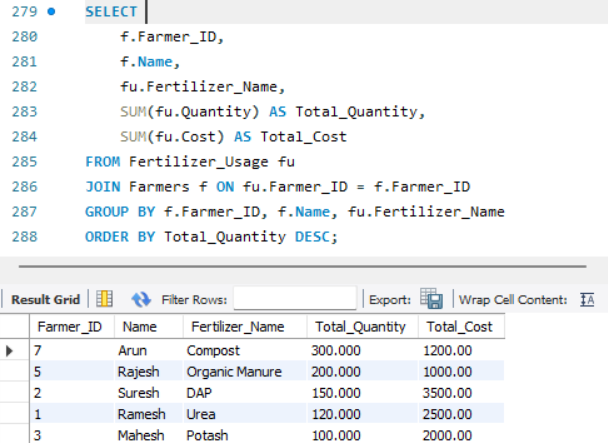 279 SELECT
280 f.Farmer_ID,
281 f.Name,
282 fu.Fertilizer_Name,
283 SUM(fu.Quantity) AS Total_Quantity,
284 SUM(fu.Cost) AS Total_Cost
285 FROM Fertilizer_Usage fu
286 JOIN Farmers f ON fu.Farmer_ID = f.Farmer_ID
287 GROUP BY f.Farmer_ID, f.Name, fu.Fertilizer_Name
288 ORDER BY Total_Quantity DESC;
Result Grid Filter Rows: Export: Wrap Cell Content: IA
Farmer_ID Name Fertilizer_Name Total_Quantity Total_Cost
7 Arun Compost 300.000 1200.00
5 Rajesh Organic Manure 200.000 1000.00
2 Suresh DAP 150.000 3500.00
1 Ramesh Urea 120.000 2500.00
3 Mahesh Potash 100.000 2000.00